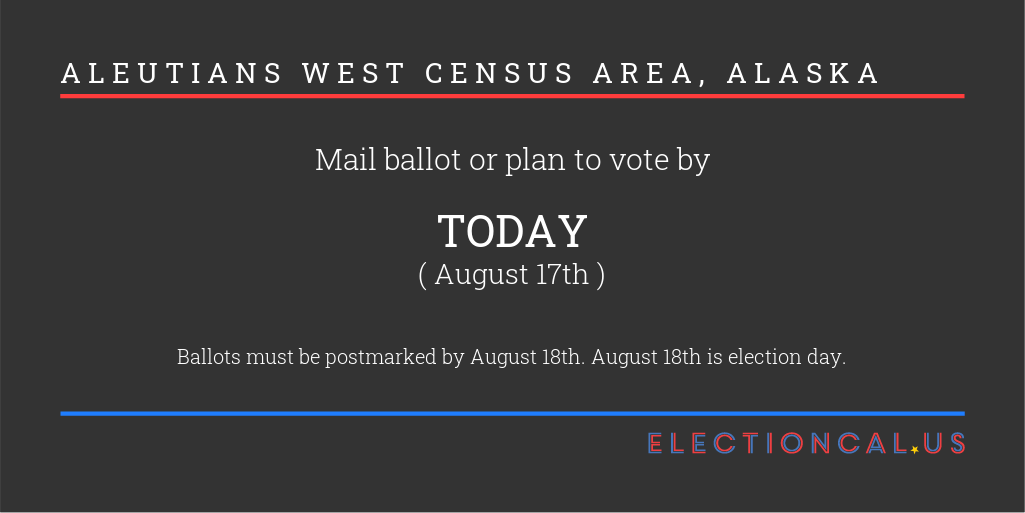 ALEUTIANS WEST CENSUS AREA, ALASKA
Mail ballot or plan to vote by
TODAY
( August 17th )
Ballots must be postmarked by August 18th. August 18th is election day.
ELECTIONCAL.US